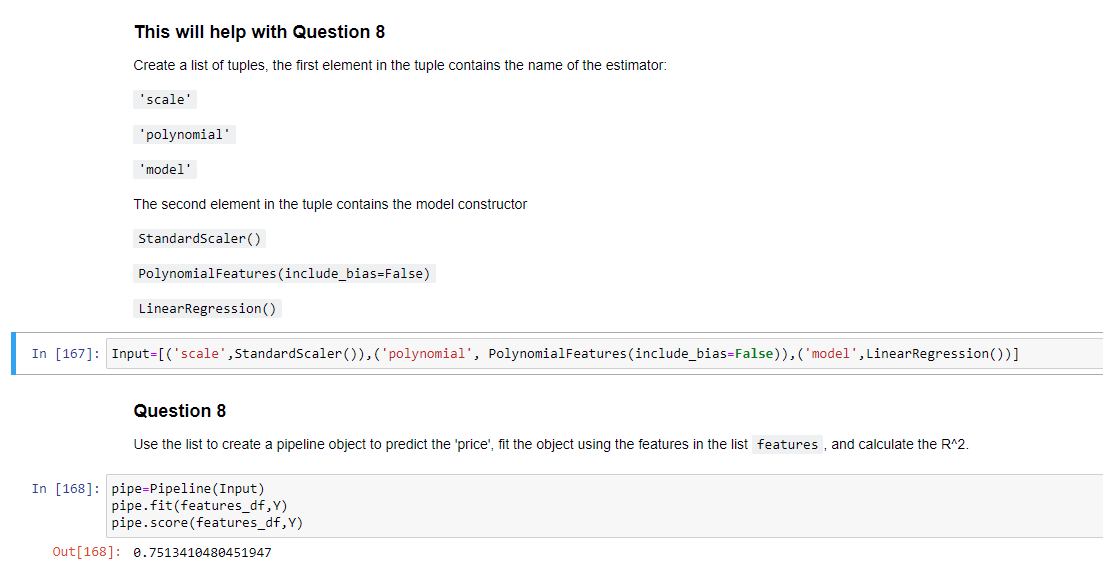 This will help with Question 8
Create a list of tuples, the first element in the tuple contains the name of the estimator:
'scale'
'polynomial'
'model'
The second element in the tuple contains the model constructor
StandardScaler()
PolynomialFeatures(include_bias=False)
LinearRegression()
In [167]: Input=[('scale',StandardScaler()),('polynomial', PolynomialFeatures(include_bias=False)),('model',LinearRegression())]
Question 8
Use the list to create a pipeline object to predict the 'price', fit the object using the features in the list features , and calculate the R^2.
In [168]: pipe=Pipeline(Input)
pipe.fit(features_df,Y)
pipe.score(features_df,Y)
Out[168]: 0.7513410480451947